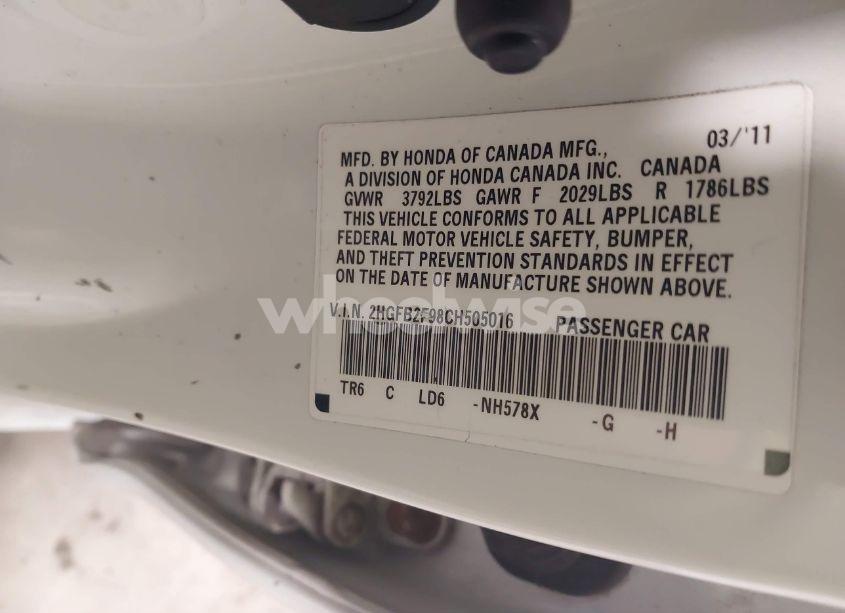 03/'11
MFD. BY HONDA OF CANADA MFG.,
A DIVISION OF HONDA CANADA INC. CANADA
GVWR 3792LBS GAWR F 2029LBS R 1786LBS
THIS VEHICLE CONFORMS TO ALL APPLICABLE
FEDERAL MOTOR VEHICLE SAFETY, BUMPER,
AND THEFT PREVENTION STANDARDS IN EFFECT
ON THE DATE OF MANUFACTURE SHOWN ABOVE.
wheelwise
V.I.N. 2HGFB2F98CH505016 PASSENGER CAR
TR6 C LD6 -NH578X -G -H